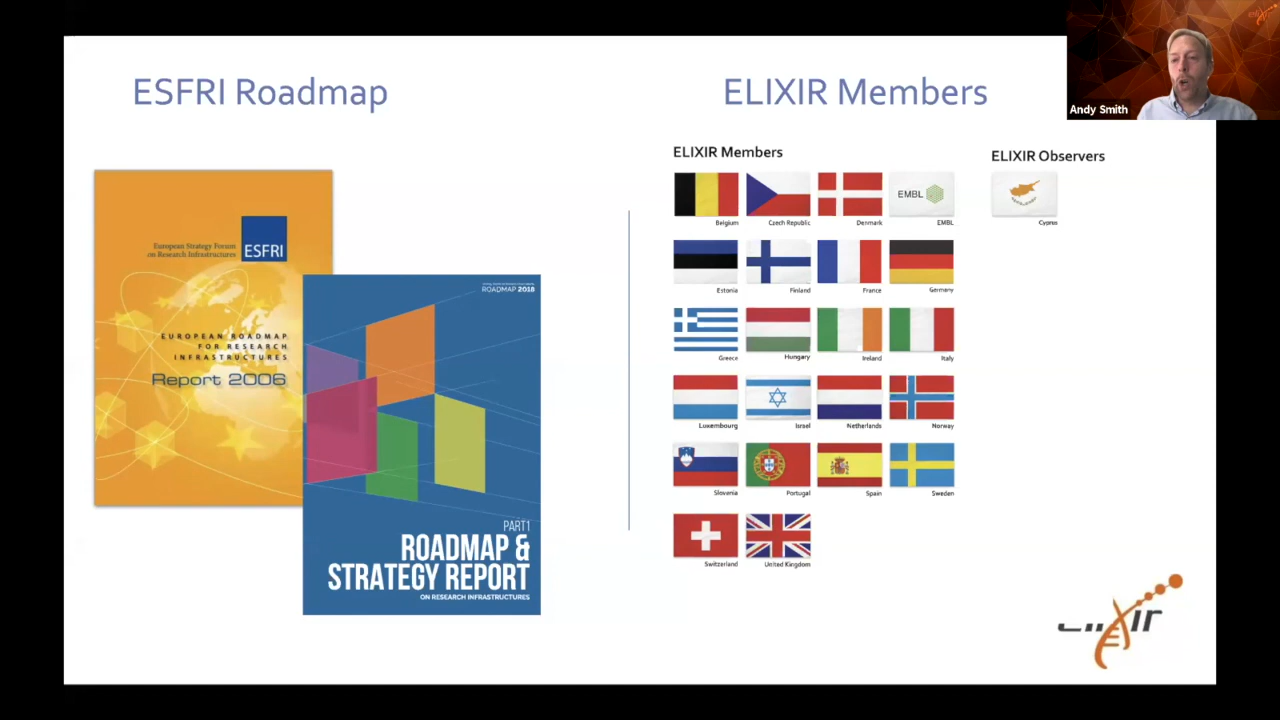 ESFRI Roadmap
ELIXIR Members
Andy Smith
European Strategy Forum
on Research Infrastructures
ESFRI
EUROPEAN ROADMAP
FOR RESEARCH
INFRASTRUCTURES
Report 2006
ROADMAP 2018
PART1
ROADMAP &
STRATEGY REPORT
ON RESEARCH INFRASTRUCTURES
ELIXIR Members
ELIXIR Observers
EMBL
Belgium
Czech Republic
Denmark
EMBL
Cyprus
Estonia
Finland
France
Germany
Greece
Hungary
Ireland
Italy
Luxembourg
Israel
Netherlands
Norway
Slovenia
Portugal
Spain
Sweden
Switzerland
United Kingdom
elixir